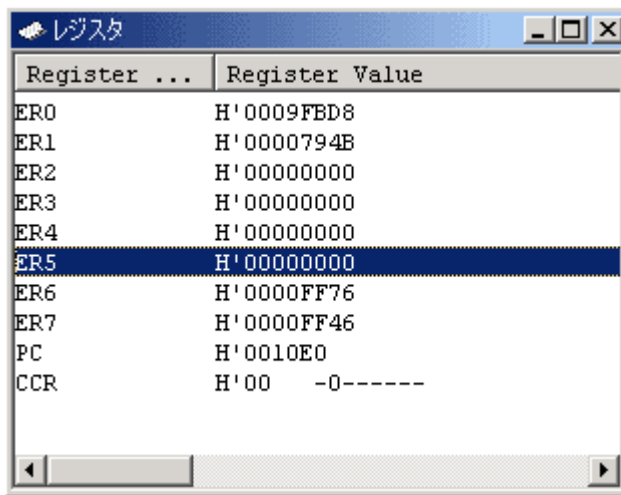 レジスタ
Register ... Register Value
ER0 H'0009FBD8
ER1 H'0000794B
ER2 H'00000000
ER3 H'00000000
ER4 H'00000000
ER5 H'00000000
ER6 H'0000FF76
ER7 H'0000FF46
PC H'0010E0
CCR H'00 -0------